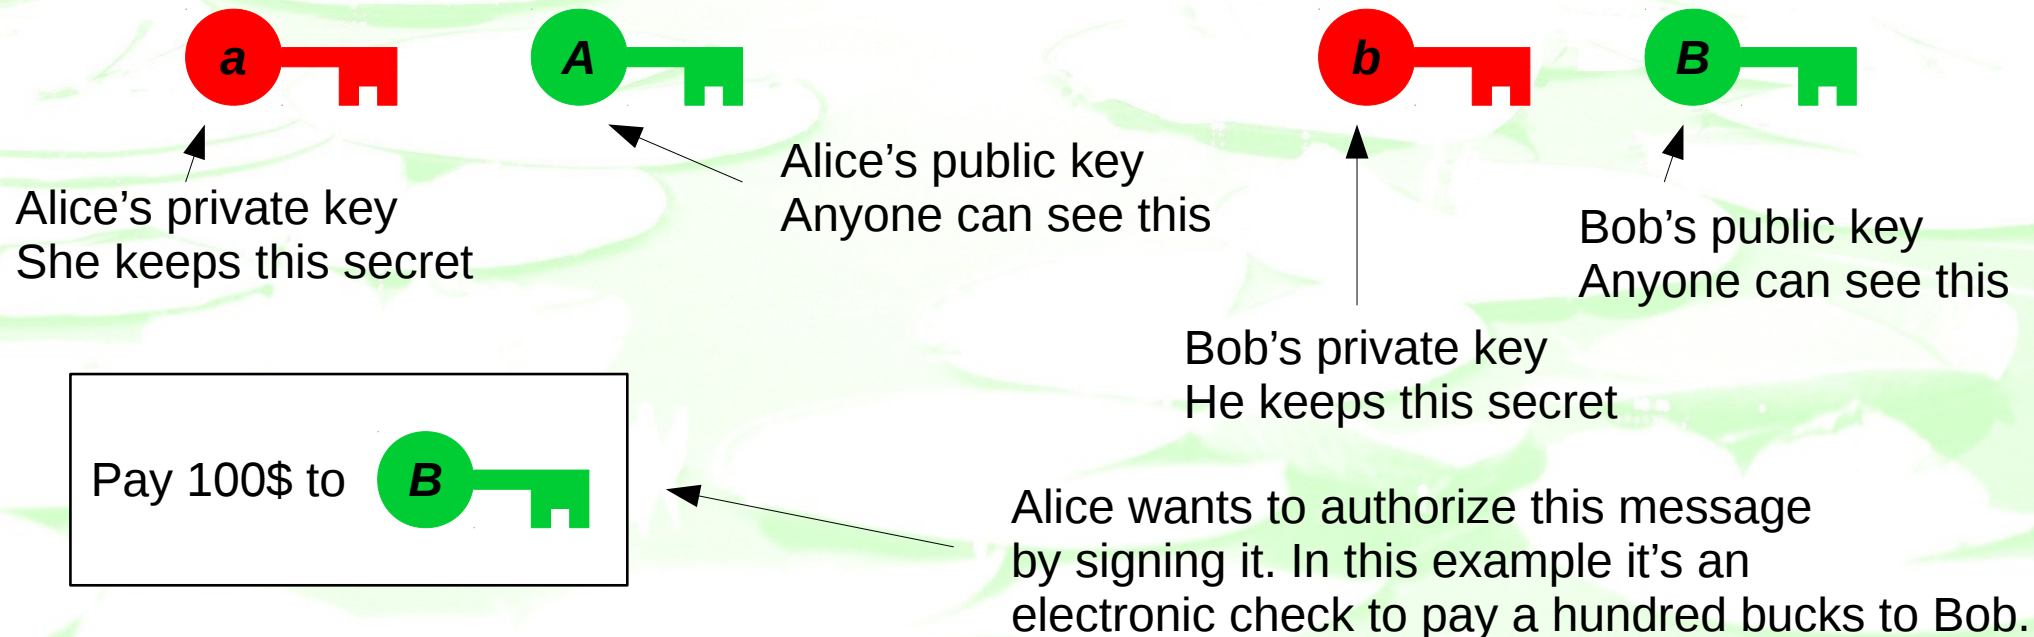 a
A
b
B
Alice’s private key
She keeps this secret
Alice’s public key
Anyone can see this
Bob’s private key
He keeps this secret
Bob’s public key
Anyone can see this
Pay 100$ to B
Alice wants to authorize this message
by signing it. In this example it’s an
electronic check to pay a hundred bucks to Bob.